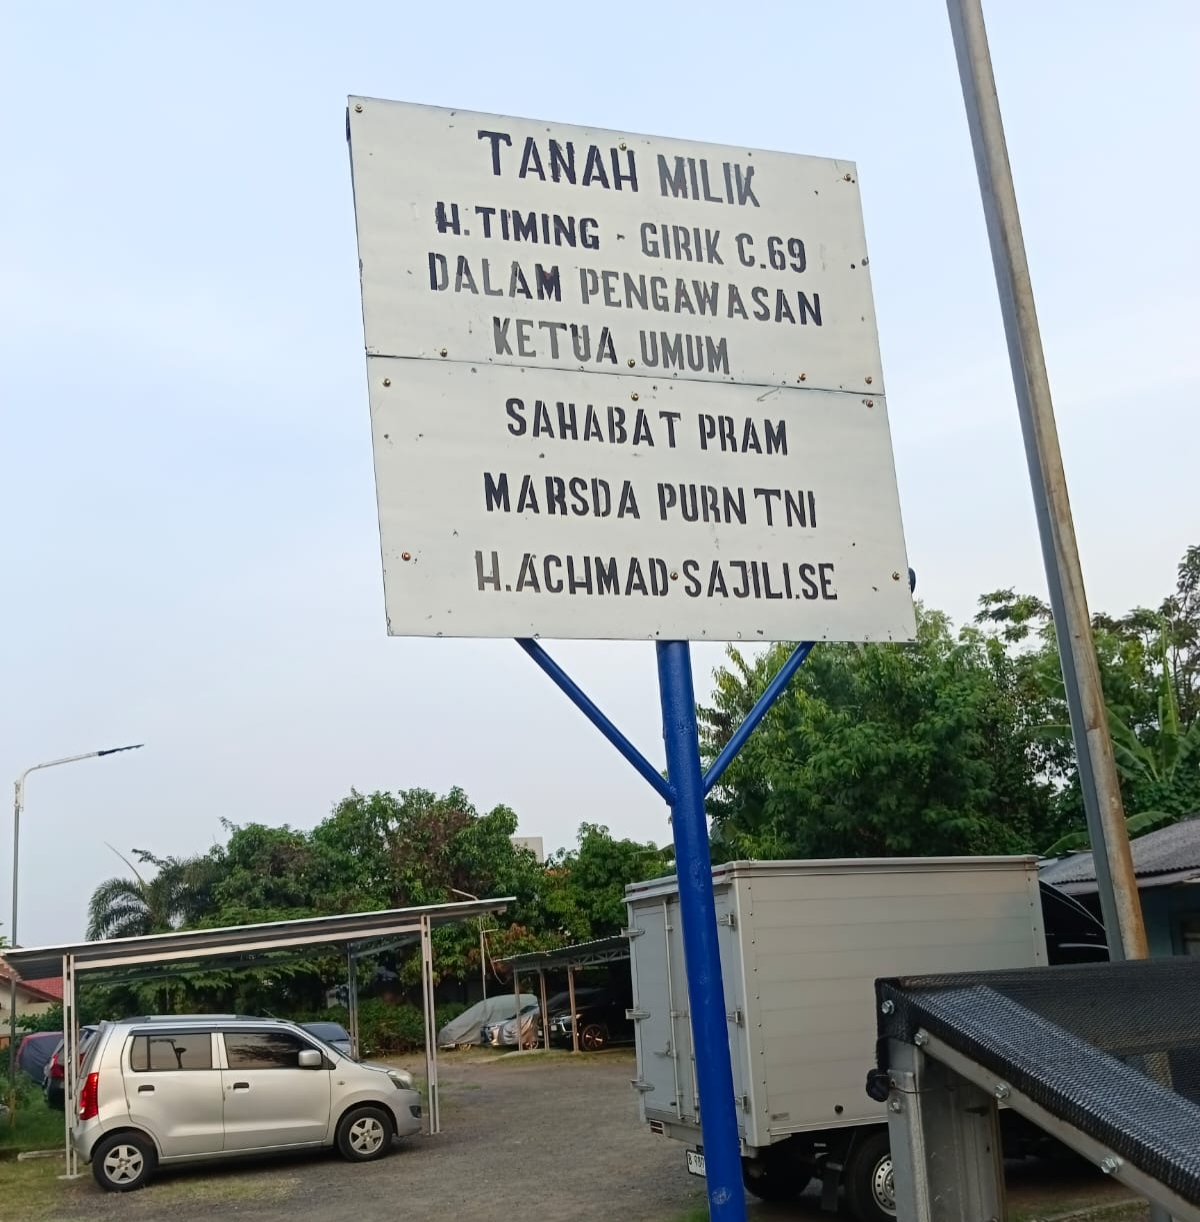 TANAH MILIK
H.TIMING - GIRIK C.69
DALAM PENGAWASAN
KETUA UMUM
SAHABAT PRAM
MARSDA PURN TNI
H.ACHMAD SAJILI.SE